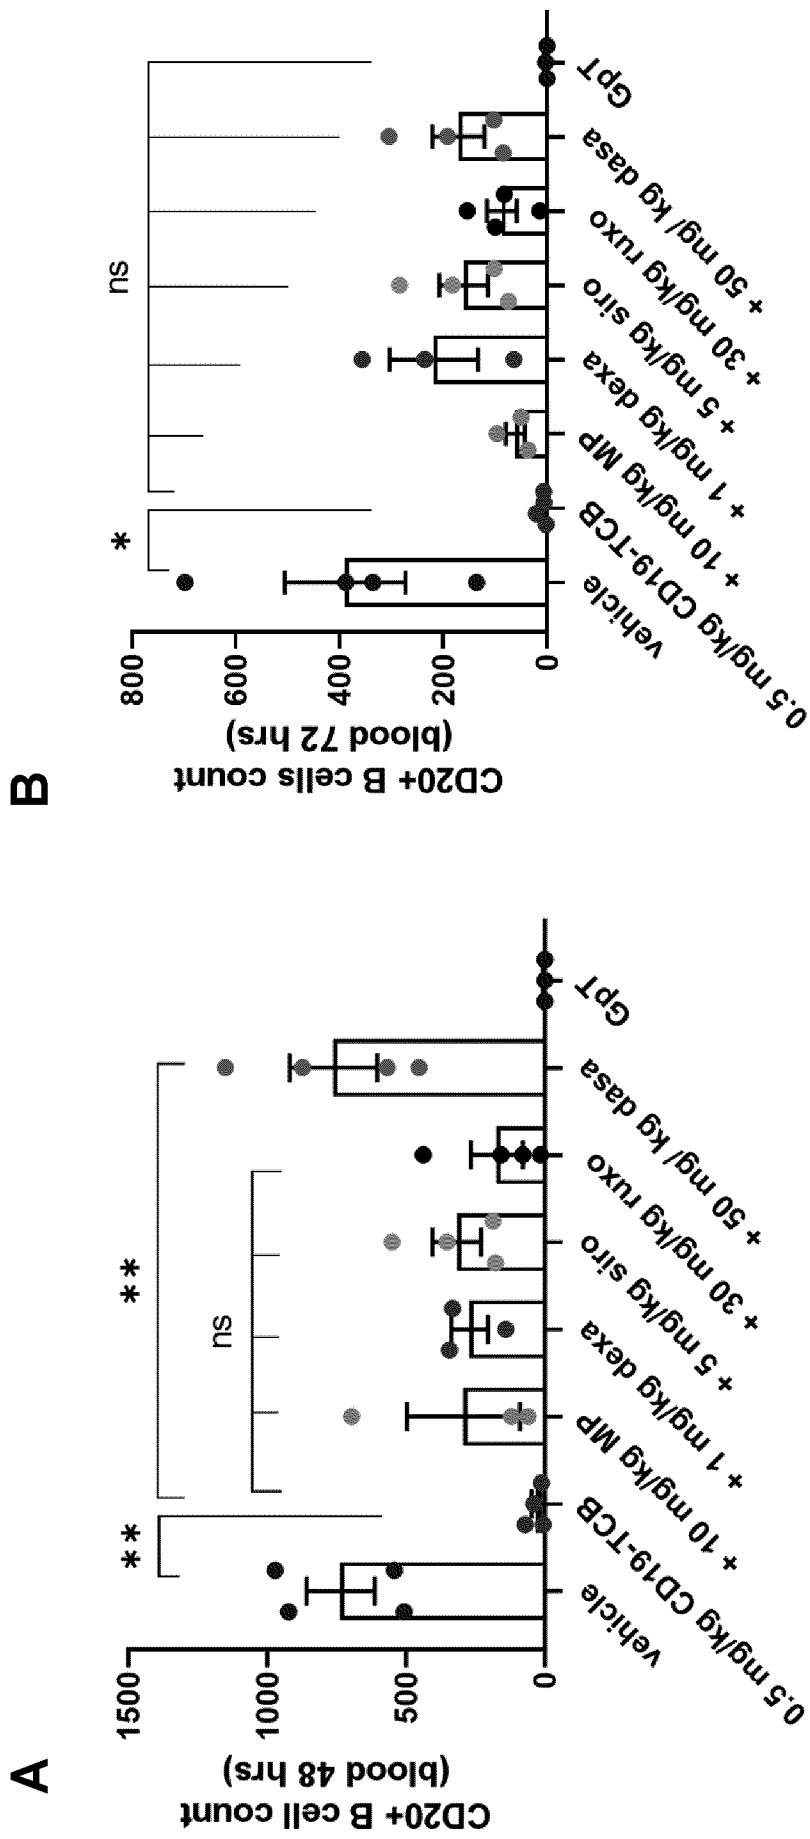 A
CD20+ B cell count
(blood 48 hrs)
1500
1000
500
0
**
**
ns
vehicle
0.5 mg/kg CD19-TCB
+ 10 mg/kg MP
+ 1 mg/kg dexa
+ 5 mg/kg siro
+ 30 mg/kg ruxo
+ 50 mg/ kg dasa
GpT
B
CD20+ B cells count
(blood 72 hrs)
800
600
400
200
0
*
ns
vehicle
0.5 mg/kg CD19-TCB
+ 10 mg/kg MP
+ 1 mg/kg dexa
+ 5 mg/kg siro
+ 30 mg/kg ruxo
+ 50 mg/ kg dasa
GpT